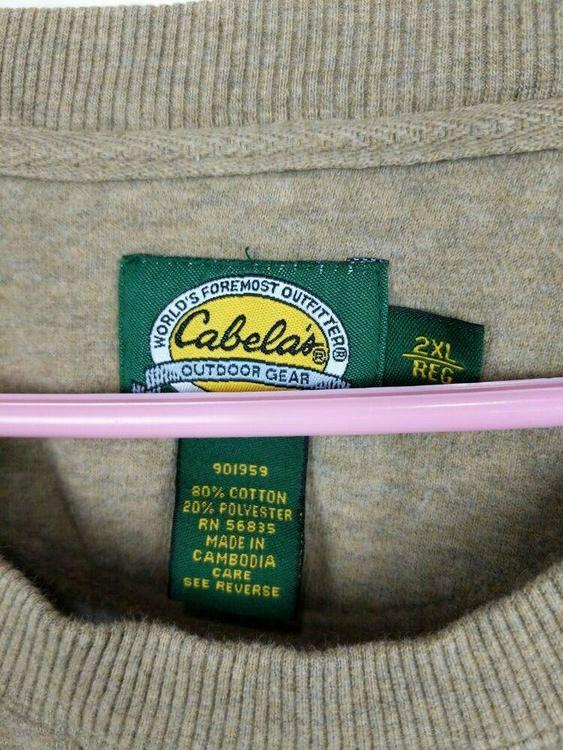 WORLD'S FOREMOST OUTFITTER®
Cabela's®
OUTDOOR GEAR
2XL
REG
901959
80% COTTON
20% POLYESTER
RN 56835
MADE IN
CAMBODIA
CARE
SEE REVERSE